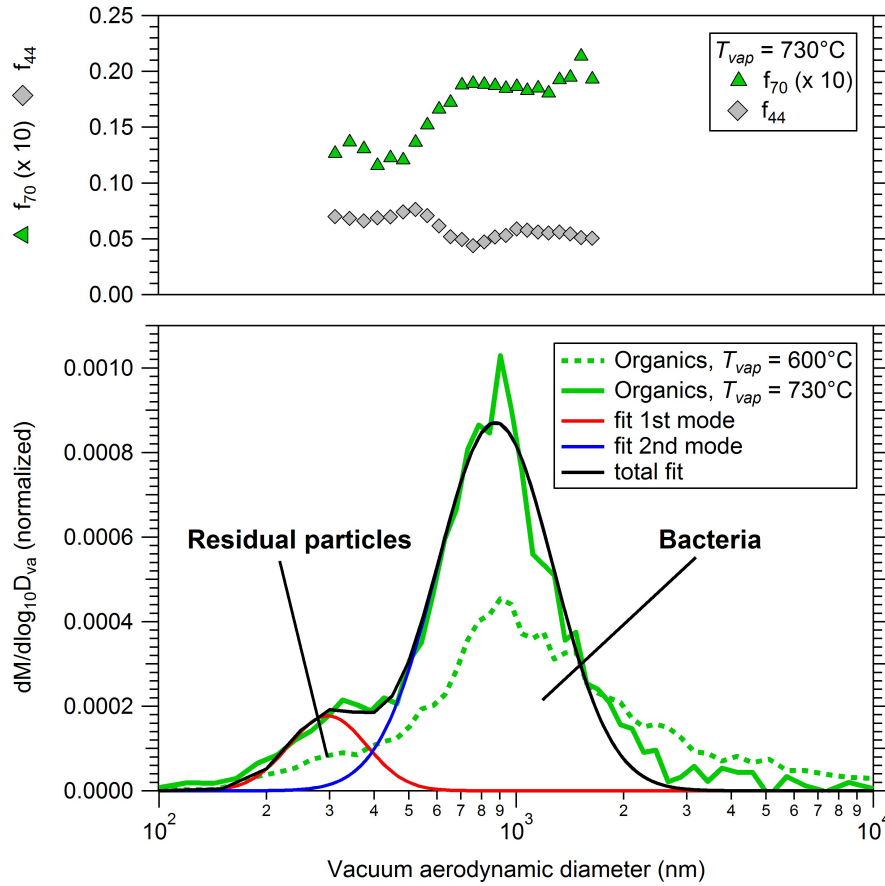 f₇₀ (x 10) f₄₄
0.25
0.20
0.15
0.10
0.05
0.00
Tvap = 730°C
f₇₀ (x 10)
f₄₄
dM/dlog₁₀Dva (normalized)
0.0010
0.0008
0.0006
0.0004
0.0002
0.0000
Organics, Tvap = 600°C
Organics, Tvap = 730°C
fit 1st mode
fit 2nd mode
total fit
Residual particles
Bacteria
10² 2 3 4 5 6 7 8 9 10³ 2 3 4 5 6 7 8 9 10⁴
Vacuum aerodynamic diameter (nm)